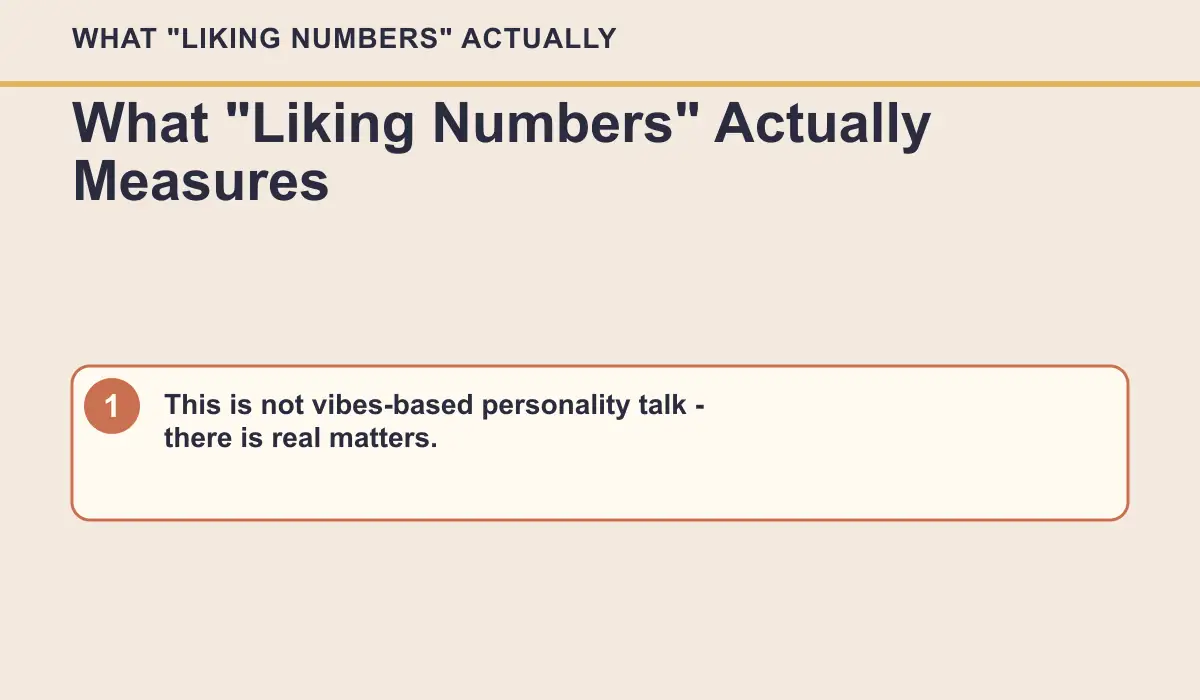 WHAT "LIKING NUMBERS" ACTUALLY
What "Liking Numbers" Actually
Measures
1
This is not vibes-based personality talk -
there is real matters.